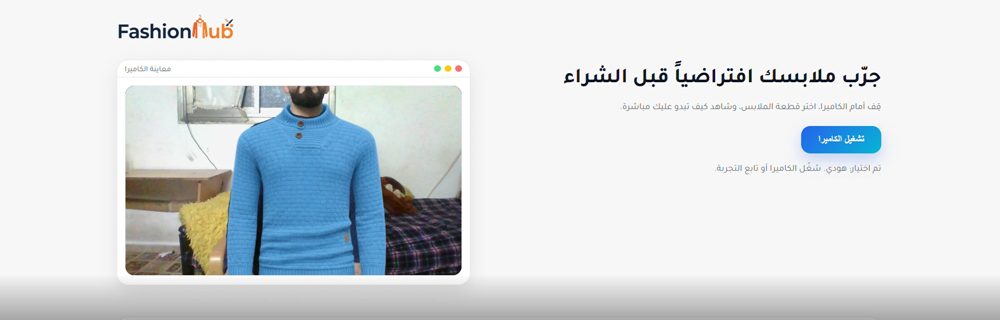 FashionHub
جرّب ملابسك افتراضياً قبل الشراء
قِف أمام الكاميرا، اختر قطعة الملابس، وشاهد كيف تبدو عليك مباشرة.
تشغيل الكاميرا
تم اختيار: هودي. شغّل الكاميرا أو تابع التجربة.
معاينة الكاميرا